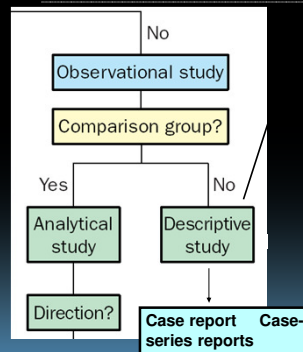 No
Observational study
Comparison group?
Yes
No
Analytical
study
Descriptive
study
Direction?
Case report Case-
series reports